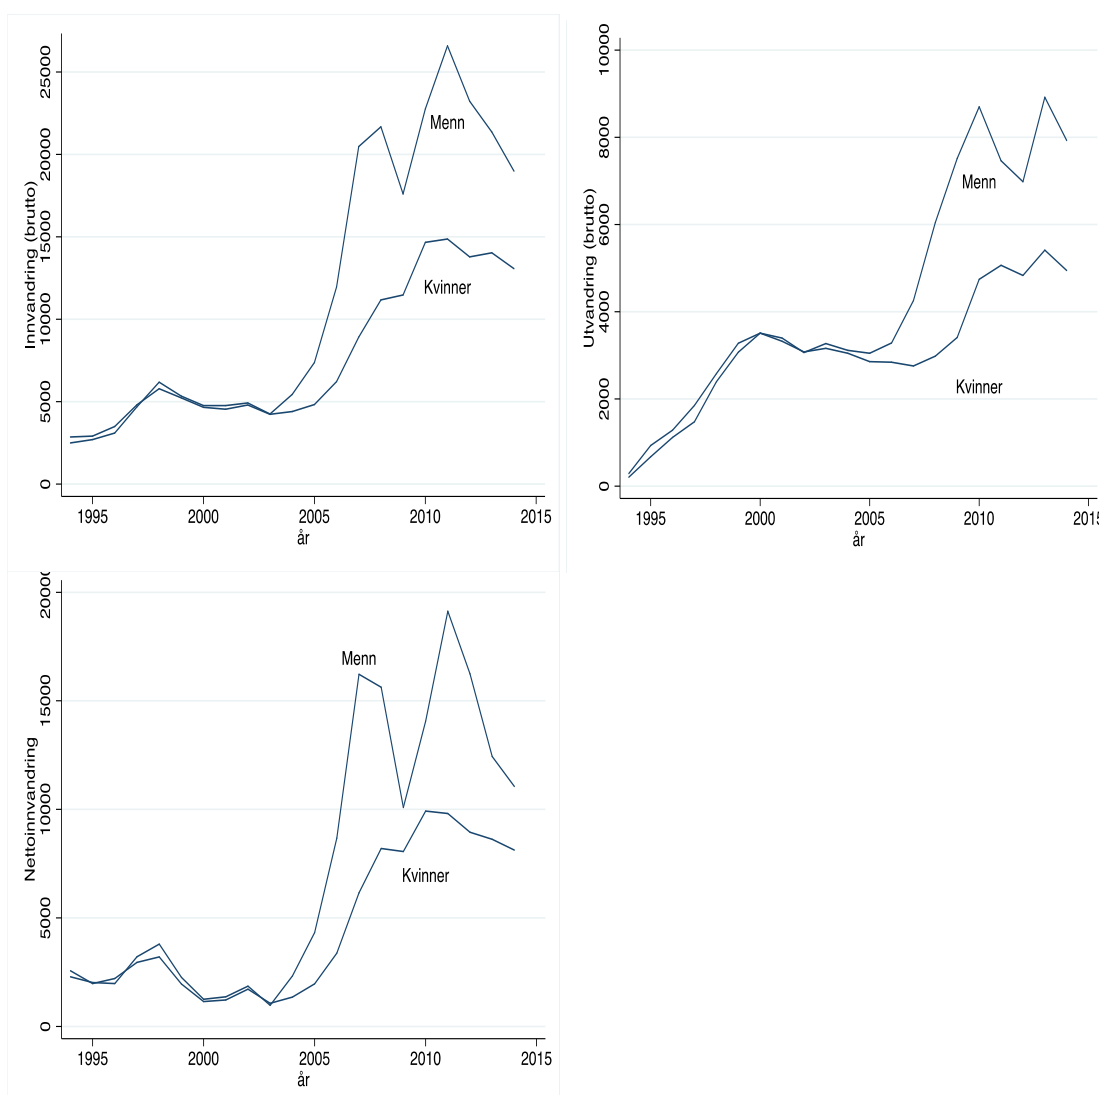 Innvandring (brutto)
25000
20000
15000
10000
5000
0
Menn
Kvinner
1995 2000 2005 2010 2015
år
Utvandring (brutto)
10000
8000
6000
4000
2000
0
Menn
Kvinner
1995 2000 2005 2010 2015
år
Nettoinnvandring
20000
15000
10000
5000
0
Menn
Kvinner
1995 2000 2005 2010 2015
år